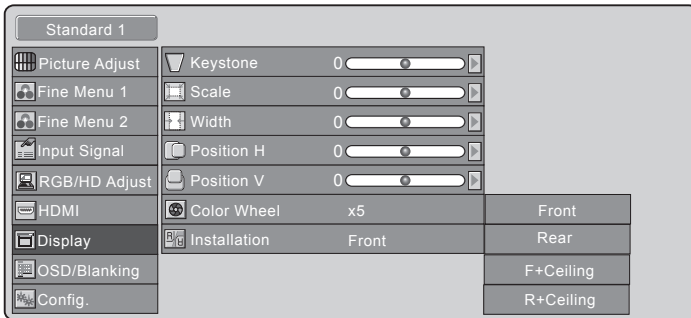 Standard 1
Picture Adjust
Fine Menu 1
Fine Menu 2
Input Signal
RGB/HD Adjust
HDMI
Display
OSD/Blanking
Config.
Keystone 0
Scale 0
Width 0
Position H 0
Position V 0
Color Wheel x5
Installation Front
Front
Rear
F+Ceiling
R+Ceiling